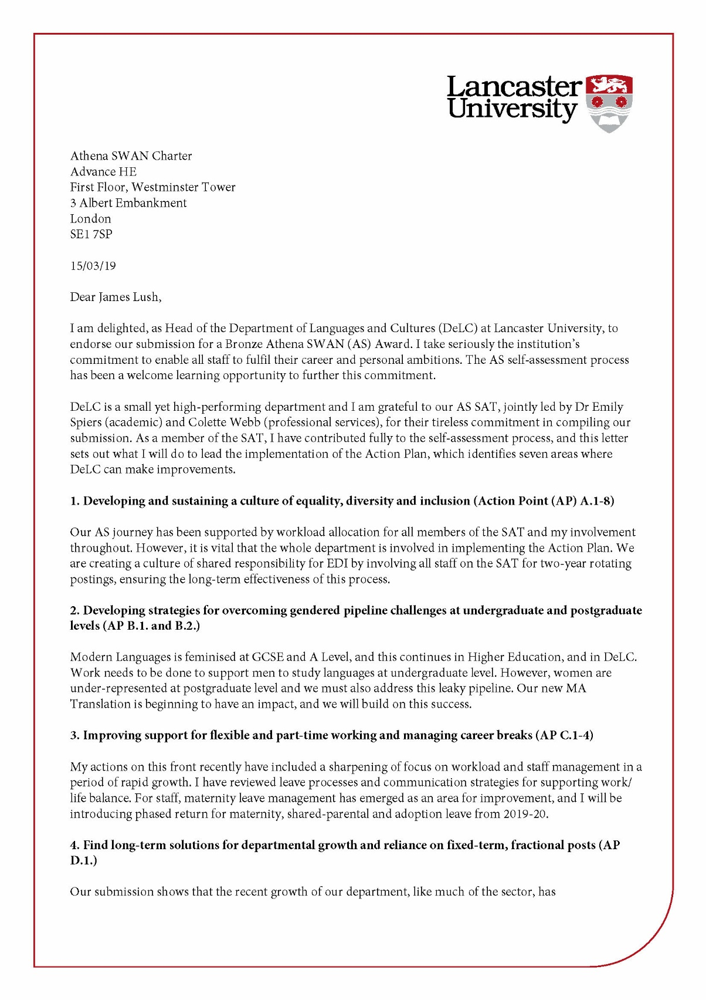 Lancaster
University
Athena SWAN Charter
Advance HE
First Floor, Westminster Tower
3 Albert Embankment
London
SE1 7SP
15/03/19
Dear James Lush,
I am delighted, as Head of the Department of Languages and Cultures (DeLC) at Lancaster University, to
endorse our submission for a Bronze Athena SWAN (AS) Award. I take seriously the institution’s
commitment to enable all staff to fulfil their career and personal ambitions. The AS self-assessment process
has been a welcome learning opportunity to further this commitment.
DeLC is a small yet high-performing department and I am grateful to our AS SAT, jointly led by Dr Emily
Spiers (academic) and Colette Webb (professional services), for their tireless commitment in compiling our
submission. As a member of the SAT, I have contributed fully to the self-assessment process, and this letter
sets out what I will do to lead the implementation of the Action Plan, which identifies seven areas where
DeLC can make improvements.
1. Developing and sustaining a culture of equality, diversity and inclusion (Action Point (AP) A.1-8)
Our AS journey has been supported by workload allocation for all members of the SAT and my involvement
throughout. However, it is vital that the whole department is involved in implementing the Action Plan. We
are creating a culture of shared responsibility for EDI by involving all staff on the SAT for two-year rotating
postings, ensuring the long-term effectiveness of this process.
2. Developing strategies for overcoming gendered pipeline challenges at undergraduate and postgraduate
levels (AP B.1. and B.2.)
Modern Languages is feminised at GCSE and A Level, and this continues in Higher Education, and in DeLC.
Work needs to be done to support men to study languages at undergraduate level. However, women are
under-represented at postgraduate level and we must also address this leaky pipeline. Our new MA
Translation is beginning to have an impact, and we will build on this success.
3. Improving support for flexible and part-time working and managing career breaks (AP C.1-4)
My actions on this front recently have included a sharpening of focus on workload and staff management in a
period of rapid growth. I have reviewed leave processes and communication strategies for supporting work/
life balance. For staff, maternity leave management has emerged as an area for improvement, and I will be
introducing phased return for maternity, shared-parental and adoption leave from 2019-20.
4. Find long-term solutions for departmental growth and reliance on fixed-term, fractional posts (AP
D.1.)
Our submission shows that the recent growth of our department, like much of the sector, has